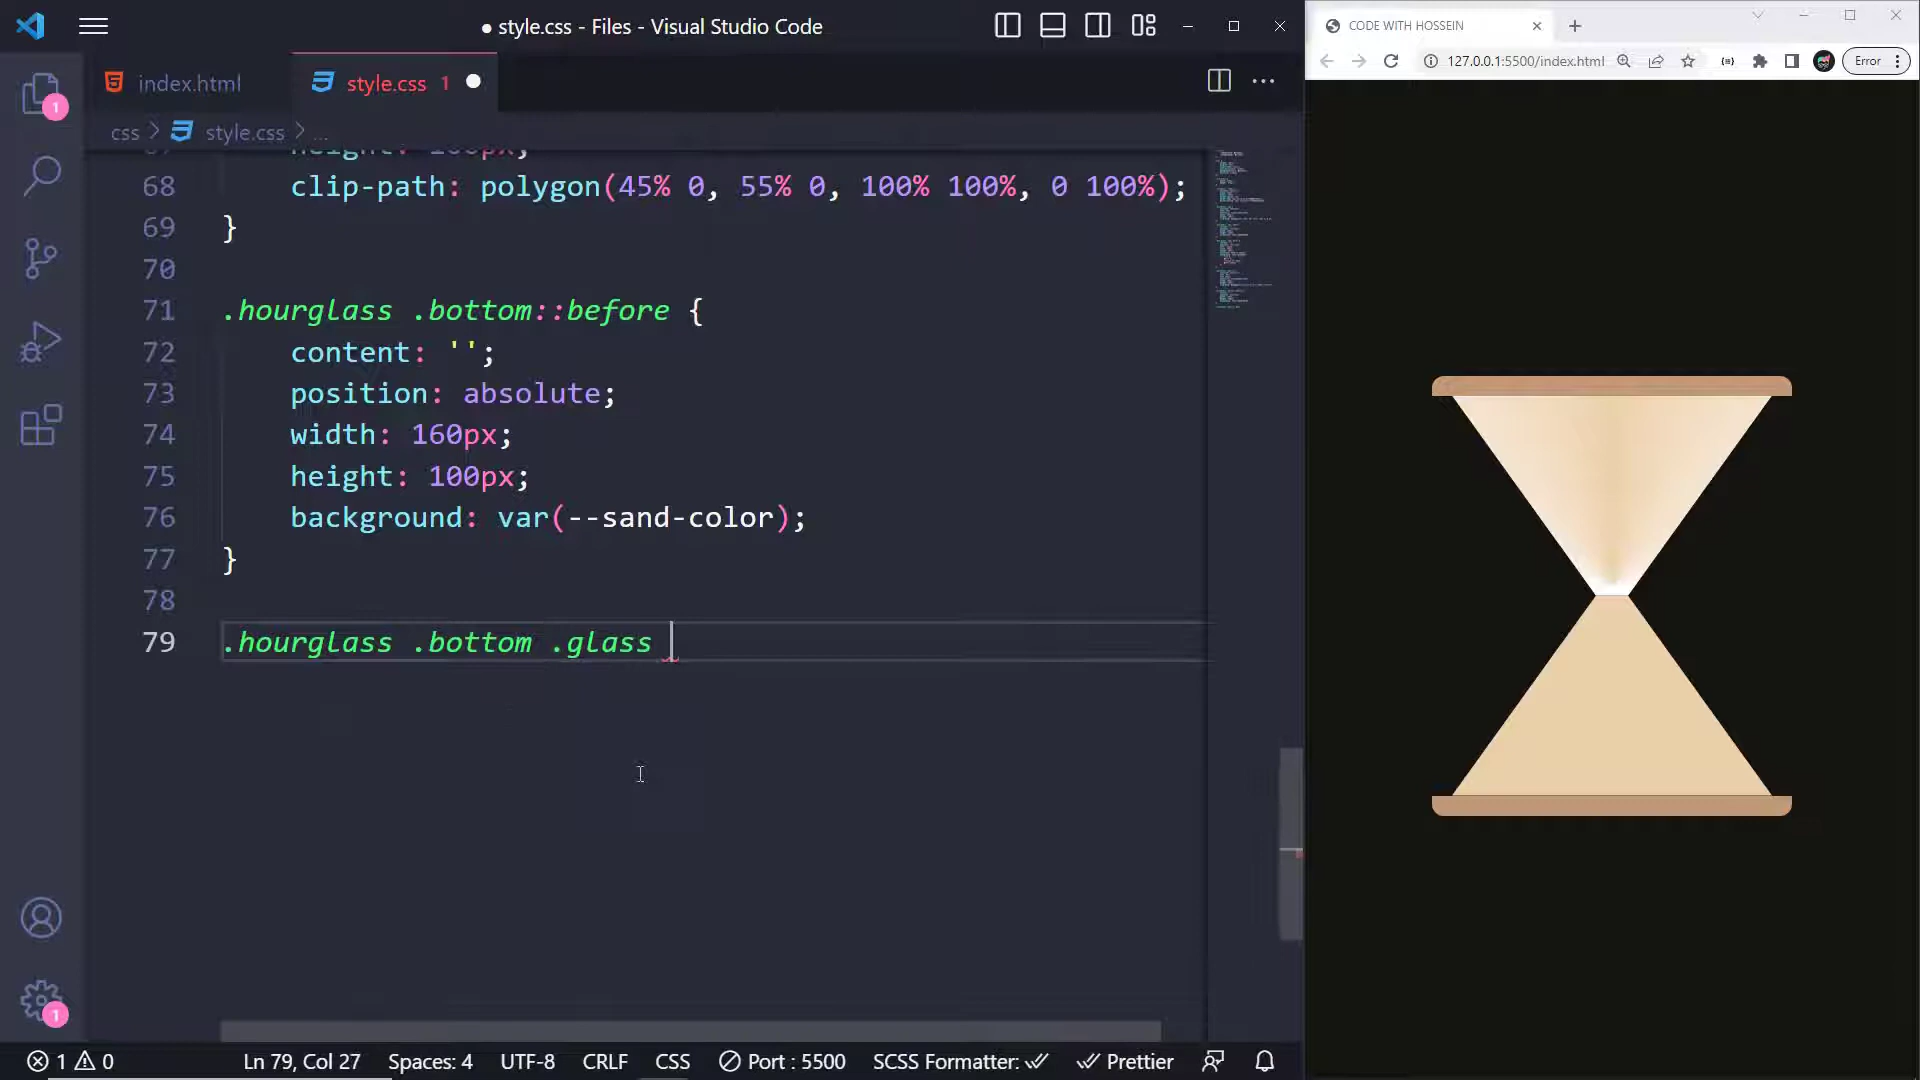 ● style.css - Files - Visual Studio Code
index.html
style.css 1
css > style.css > ...
height: 100px;
68 clip-path: polygon(45% 0, 55% 0, 100% 100%, 0 100%);
69 }
70
71 .hourglass .bottom::before {
72 content: '';
73 position: absolute;
74 width: 160px;
75 height: 100px;
76 background: var(--sand-color);
77 }
78
79 .hourglass .bottom .glass
1
1
1 0
Ln 79, Col 27
Spaces: 4
UTF-8
CRLF
CSS
Port : 5500
SCSS Formatter:
Prettier
CODE WITH HOSSEIN
127.0.0.1:5500/index.html
Error